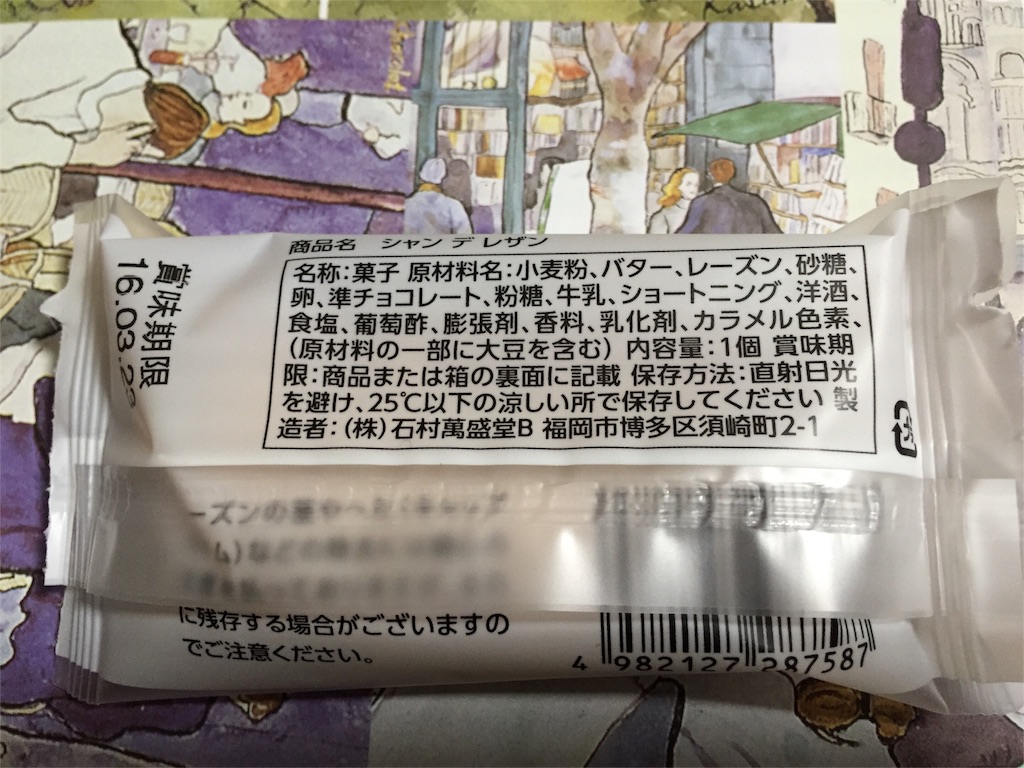 商品名 シャン デ レザン
名称:菓子 原材料名:小麦粉、バター、レーズン、砂糖、
卵、準チョコレート、粉糖、牛乳、ショートニング、洋酒、
食塩、葡萄酢、膨張剤、香料、乳化剤、カラメル色素、
(原材料の一部に大豆を含む) 内容量:1個 賞味期
限:商品または箱の裏面に記載 保存方法:直射日光
を避け、25℃以下の涼しい所で保存してください 製
造者:(株)石村萬盛堂B 福岡市博多区須崎町2-1
賞味期限
16.03.
ーズンの
に残存する場合がございますの
でご注意ください。
4 982127 287587